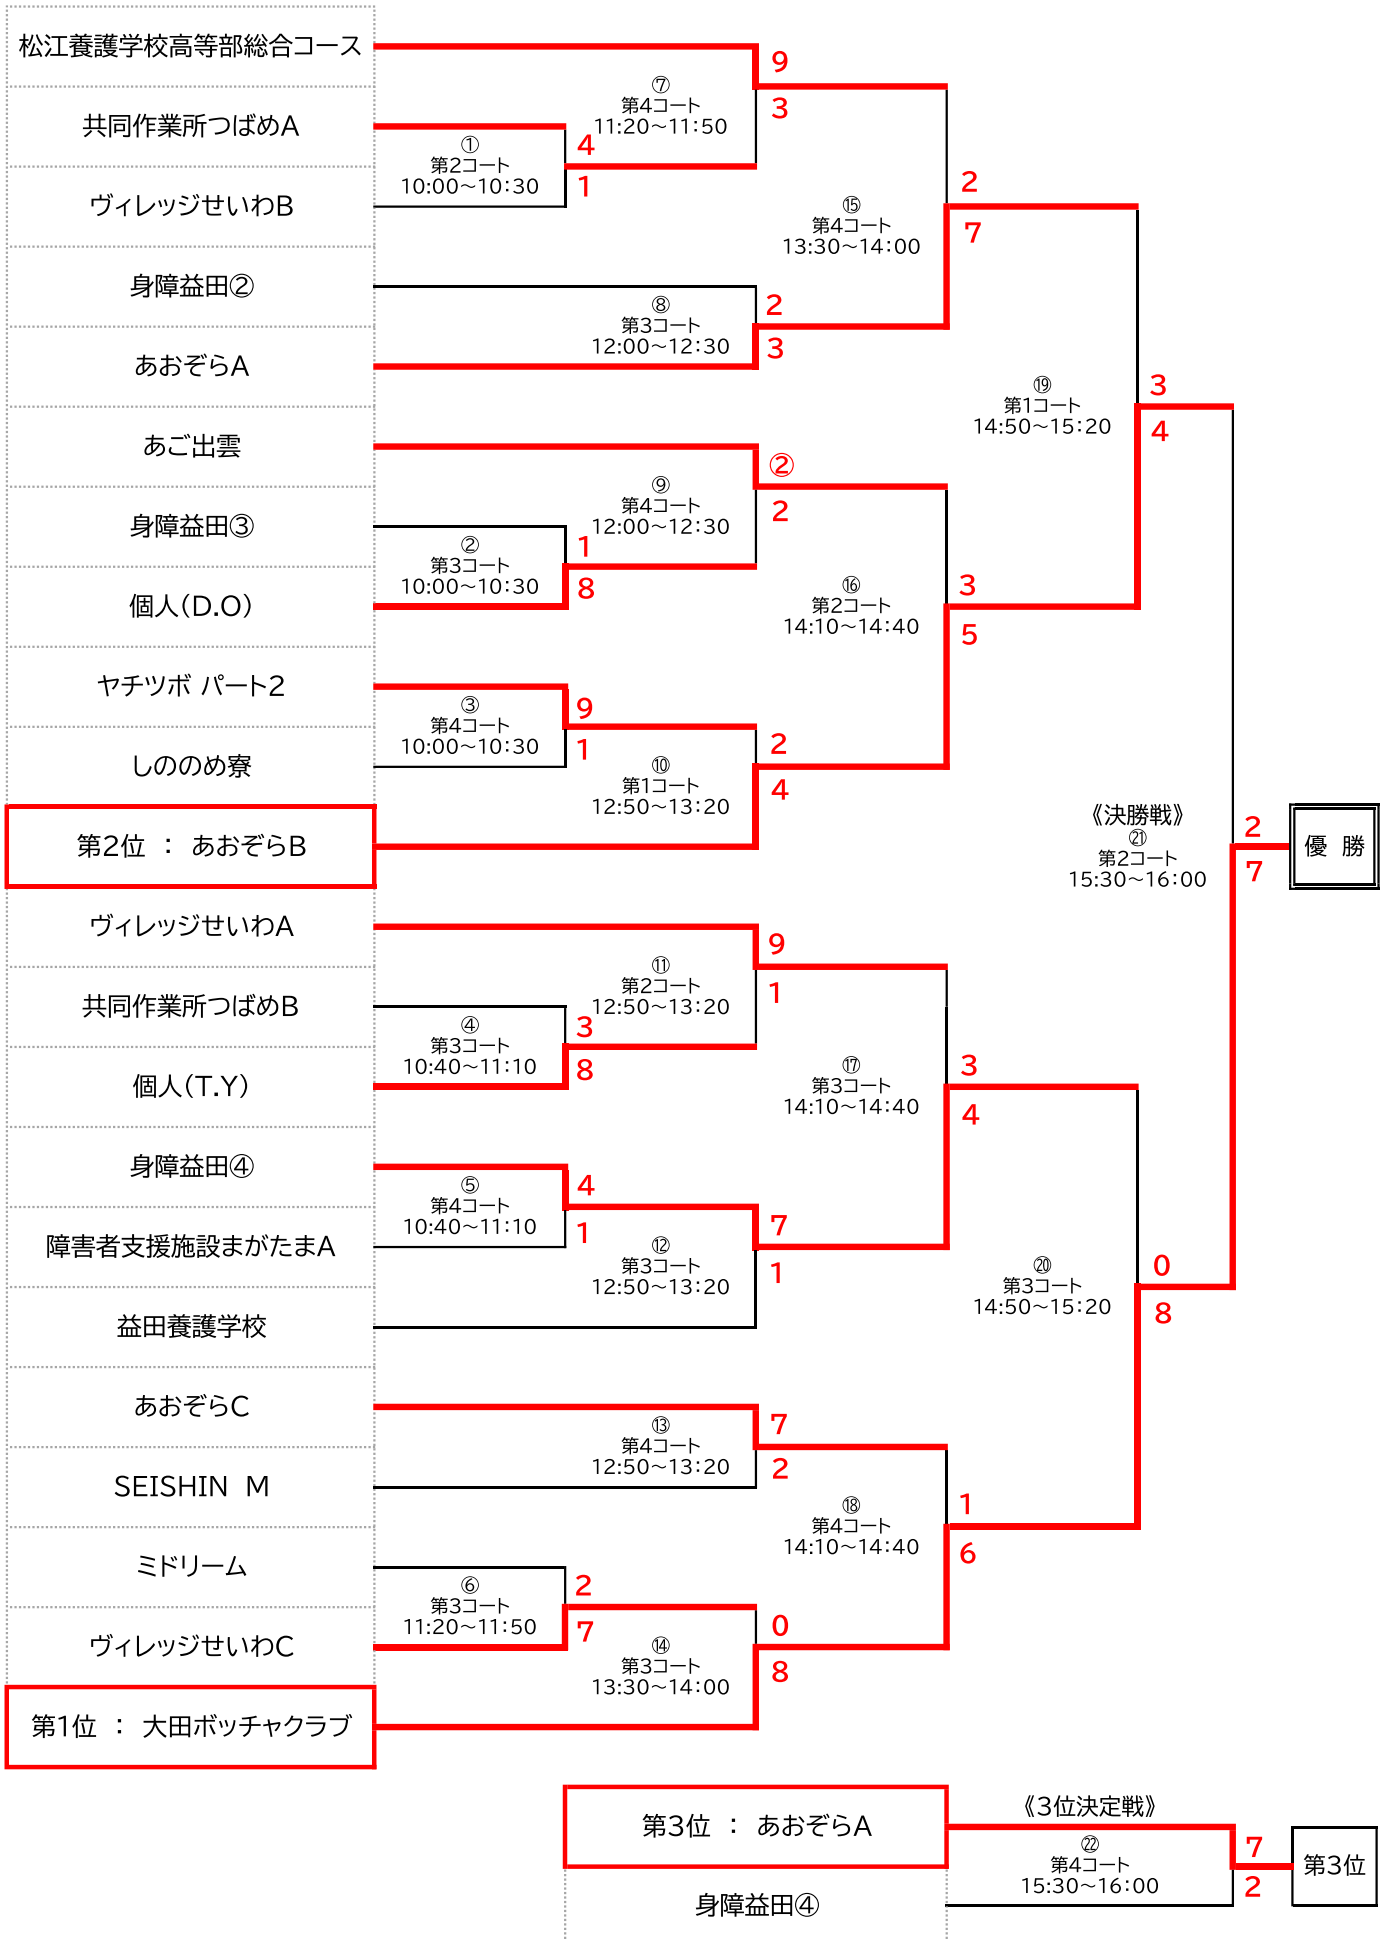 松江養護学校高等部総合コース
9
⑦
第4コート
11:20～11:50
3
共同作業所つばめA
4
①
第2コート
10:00～10:30
1
ヴィレッジせいわB
2
⑮
第4コート
13:30～14:00
7
身障益田②
2
⑧
第3コート
12:00～12:30
3
あおぞらA
3
⑲
第1コート
14:50～15:20
4
あご出雲
②
⑨
第4コート
12:00～12:30
2
身障益田③
1
②
第3コート
10:00～10:30
8
個人（D.O）
3
⑯
第2コート
14:10～14:40
5
ヤチツボ パート2
9
③
第4コート
10:00～10:30
1
しののめ寮
2
⑩
第1コート
12:50～13:20
4
第2位 ： あおぞらB
《決勝戦》
㉑
第2コート
15:30～16:00
2
7
優 勝
ヴィレッジせいわA
9
⑪
第2コート
12:50～13:20
1
共同作業所つばめB
3
④
第3コート
10:40～11:10
8
個人（T.Y）
3
⑰
第3コート
14:10～14:40
4
身障益田④
4
⑤
第4コート
10:40～11:10
1
障害者支援施設まがたまA
7
⑫
第3コート
12:50～13:20
1
益田養護学校
0
⑳
第3コート
14:50～15:20
8
あおぞらC
7
⑬
第4コート
12:50～13:20
2
SEISHIN M
1
⑱
第4コート
14:10～14:40
6
ミドリーム
2
⑥
第3コート
11:20～11:50
7
ヴィレッジせいわC
0
⑭
第3コート
13:30～14:00
8
第1位 ： 大田ボッチャクラブ
《3位決定戦》
第3位 ： あおぞらA
7
㉒
第4コート
15:30～16:00
2
第3位
身障益田④